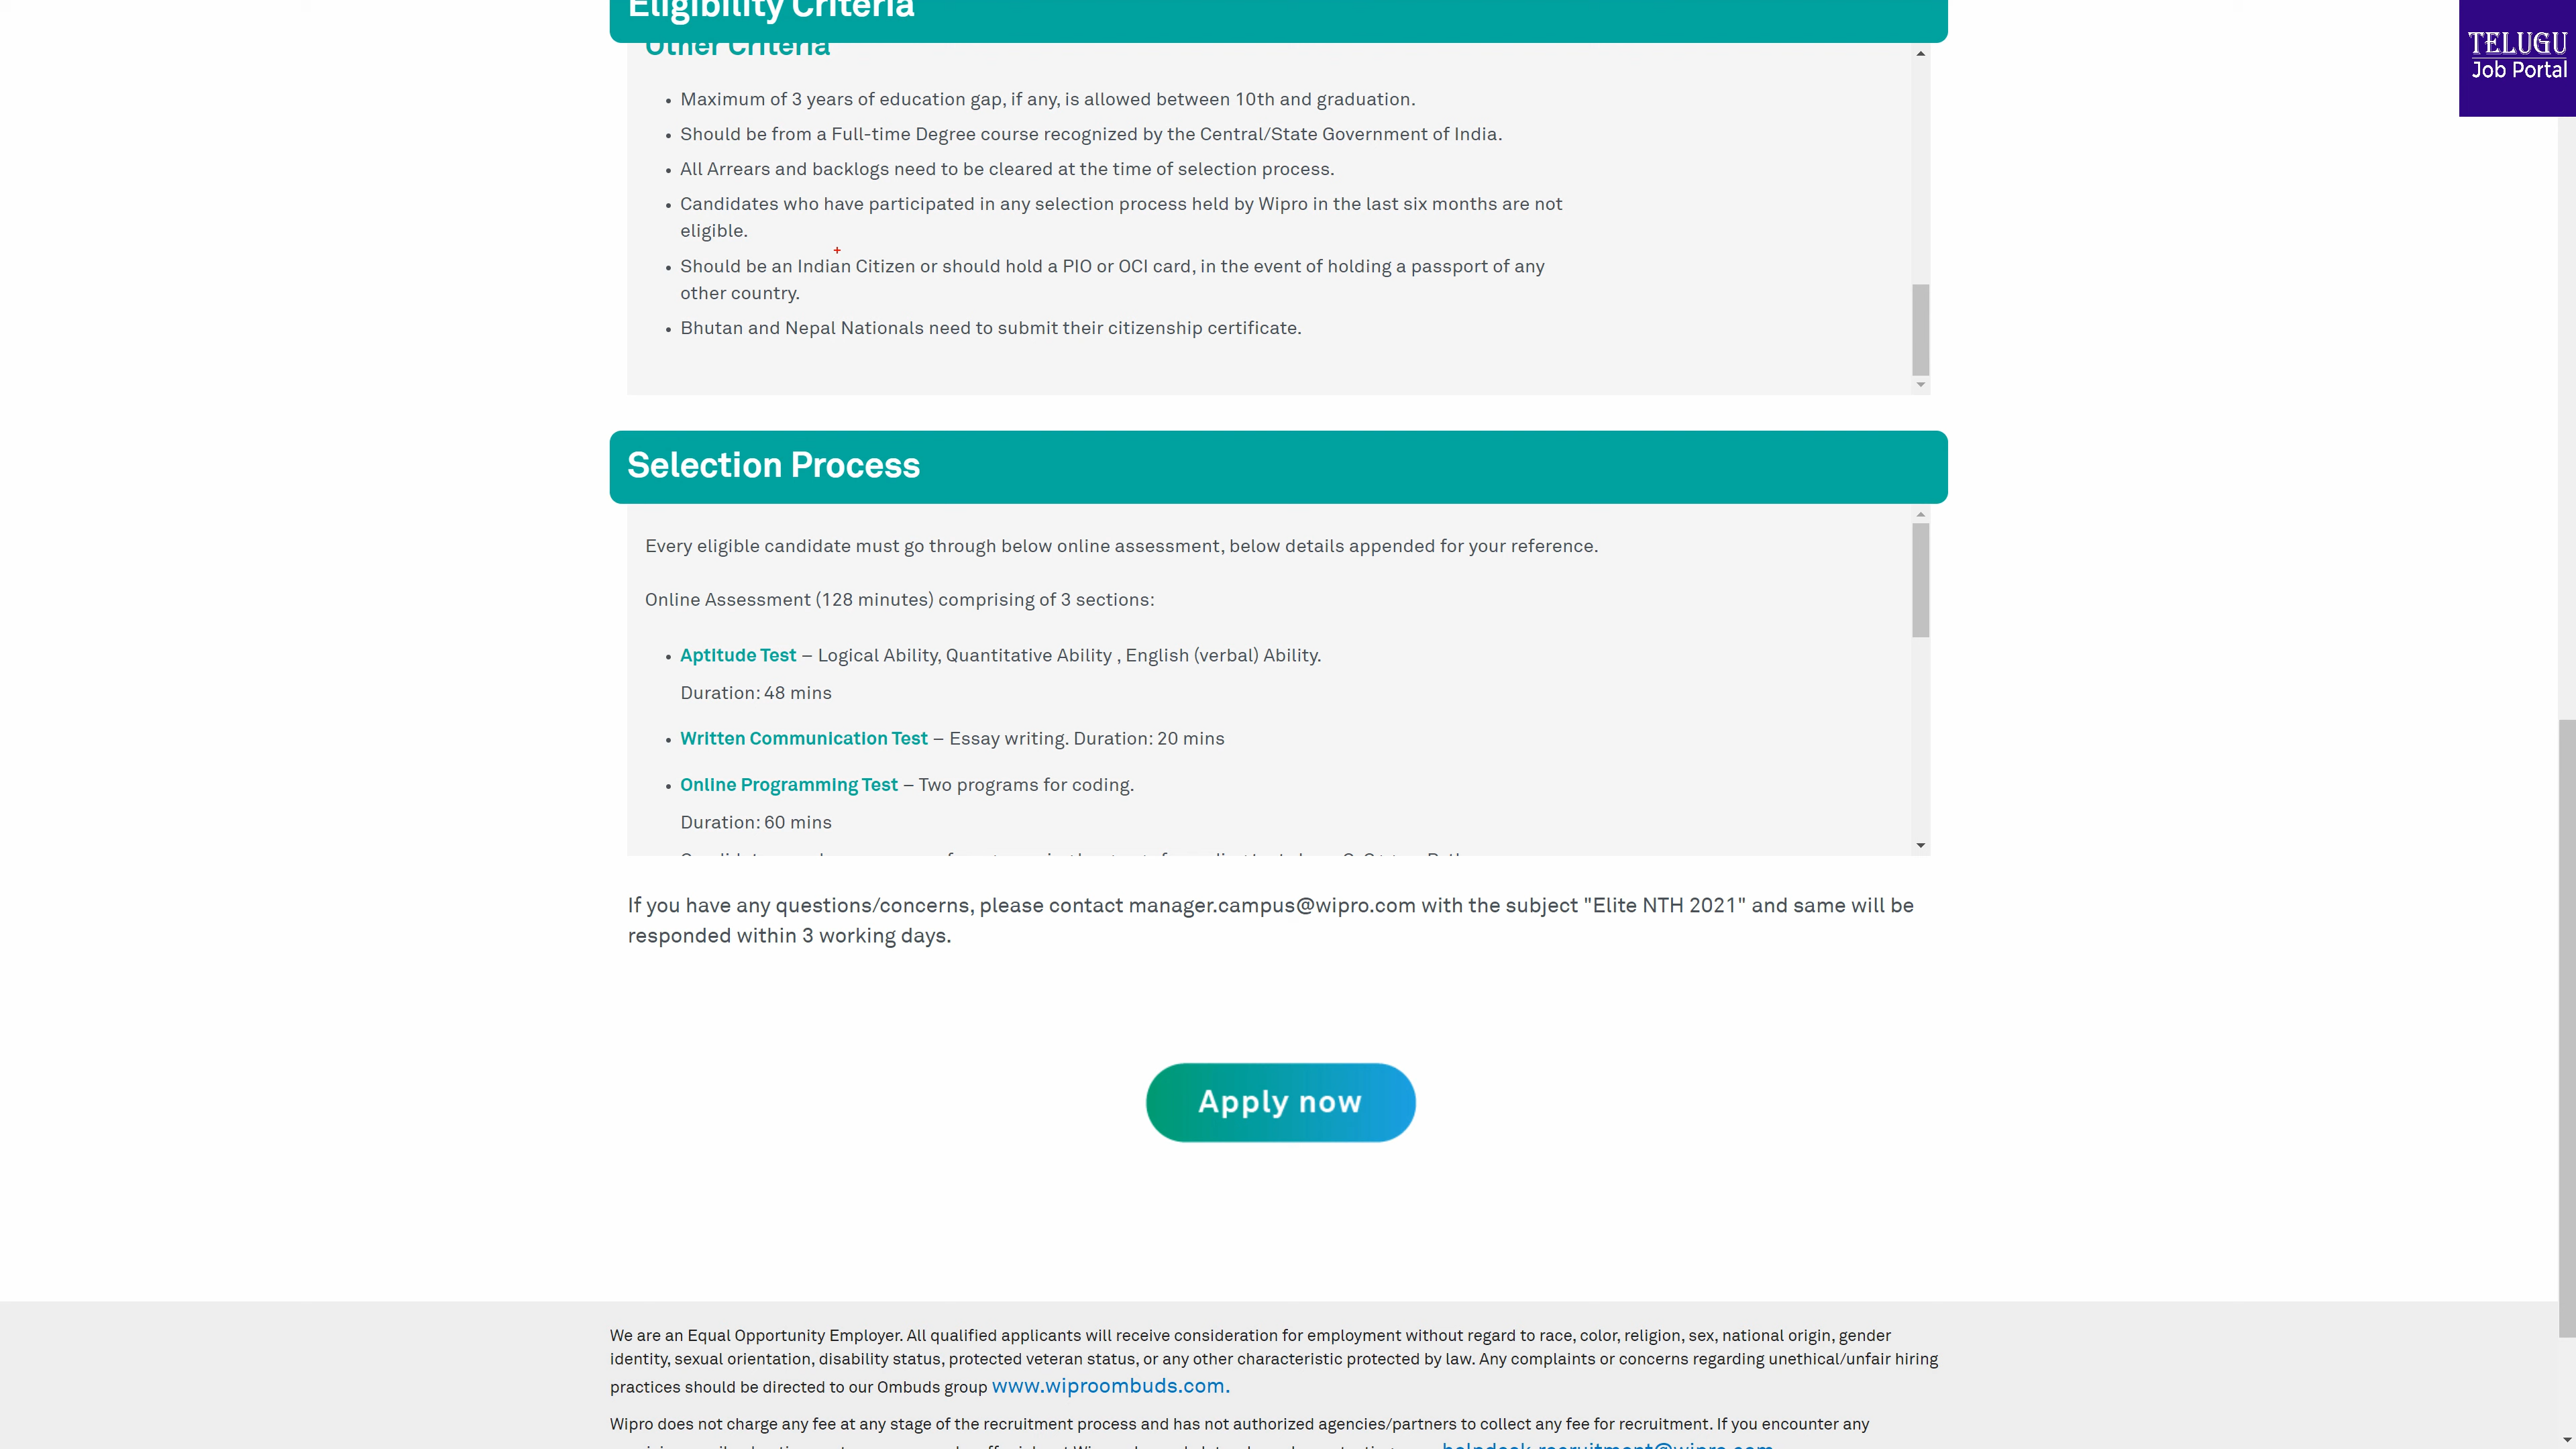 Eligibility Criteria
TELUGU
Job Portal
Other Criteria
• Maximum of 3 years of education gap, if any, is allowed between 10th and graduation.
• Should be from a Full-time Degree course recognized by the Central/State Government of India.
• All Arrears and backlogs need to be cleared at the time of selection process.
• Candidates who have participated in any selection process held by Wipro in the last six months are not
eligible.
• Should be an Indian Citizen or should hold a PIO or OCI card, in the event of holding a passport of any
other country.
• Bhutan and Nepal Nationals need to submit their citizenship certificate.
Selection Process
Every eligible candidate must go through below online assessment, below details appended for your reference.
Online Assessment (128 minutes) comprising of 3 sections:
• AptItude Test – Logical Ability, Quantitative Ability , English (verbal) Ability.
Duration: 48 mins
• Written Communication Test – Essay writing. Duration: 20 mins
• Online Programming Test – Two programs for coding.
Duration: 60 mins
If you have any questions/concerns, please contact manager.campus@wipro.com with the subject "Elite NTH 2021" and same will be
responded within 3 working days.
Apply now
We are an Equal Opportunity Employer. All qualified applicants will receive consideration for employment without regard to race, color, religion, sex, national origin, gender
identity, sexual orientation, disability status, protected veteran status, or any other characteristic protected by law. Any complaints or concerns regarding unethical/unfair hiring
practices should be directed to our Ombuds group www.wiproombuds.com.
Wipro does not charge any fee at any stage of the recruitment process and has not authorized agencies/partners to collect any fee for recruitment. If you encounter any
helpdesk.recruitment@wipro.com